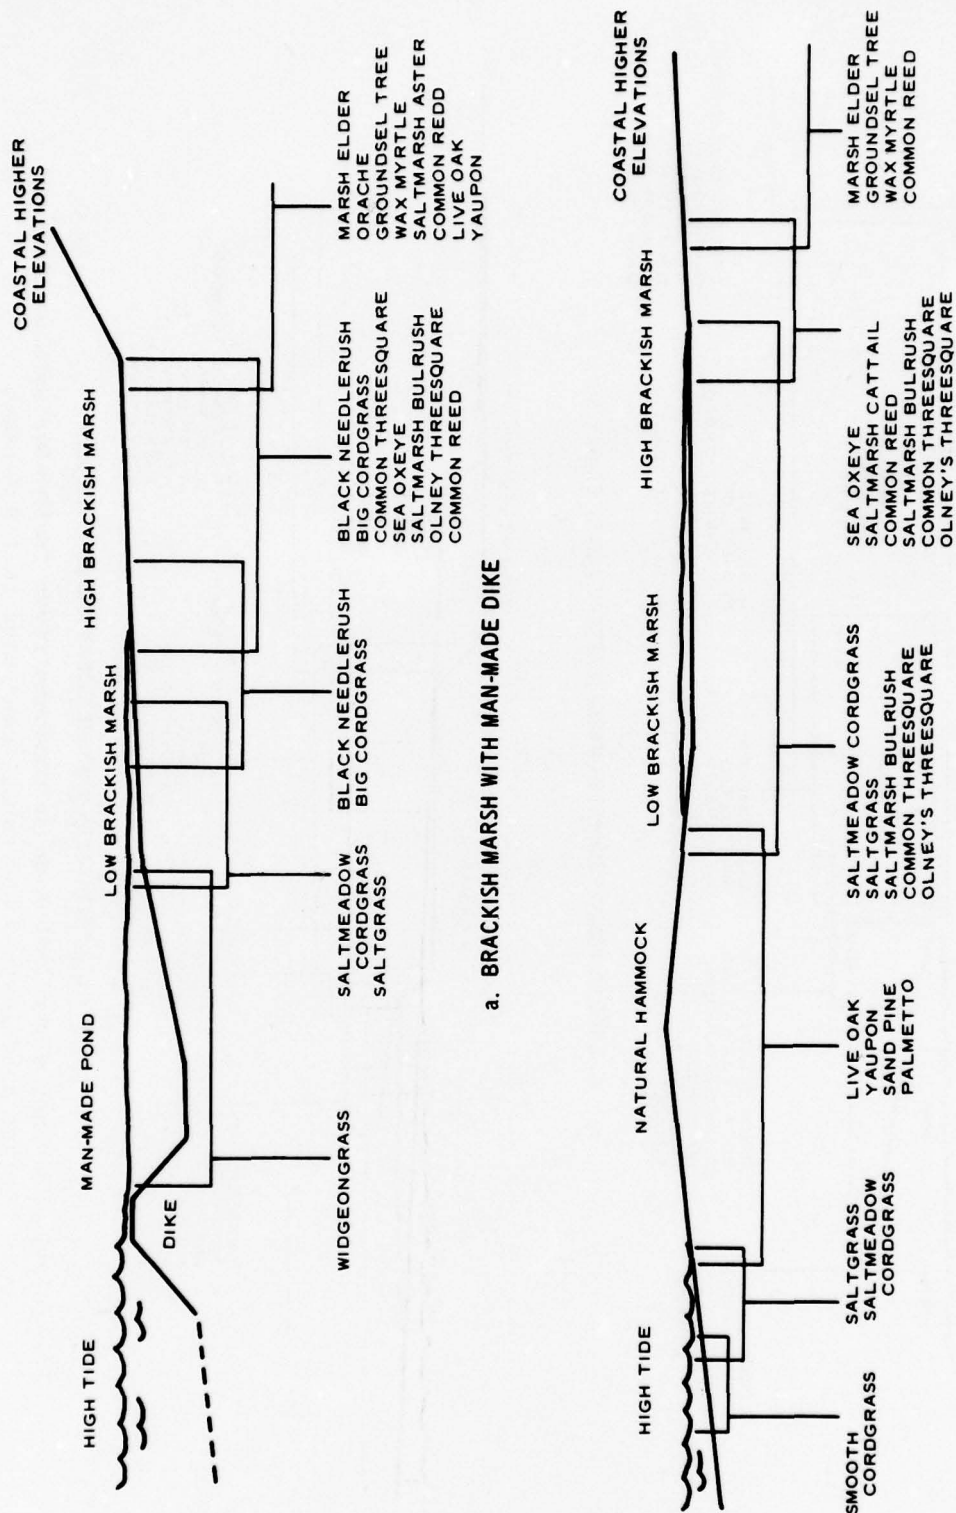 HIGH TIDE
MAN-MADE POND
LOW BRACKISH MARSH
HIGH BRACKISH MARSH
COASTAL HIGHER
ELEVATIONS
DIKE
WIDGEONGRASS
SALTMEADOW
CORDGRASS
SALTGRASS
BLACK NEEDLERUSH
BIG CORDGRASS
BLACK NEEDLERUSH
BIG CORDGRASS
COMMON THREESQUARE
SEA OXEYE
SALTMARSH BULRUSH
OLNEY THREESQUARE
COMMON REED
MARSH ELDER
ORACHE
GROUNDSEL TREE
WAX MYRTLE
SALTMARSH ASTER
COMMON REDD
LIVE OAK
YAUPON
a. BRACKISH MARSH WITH MAN-MADE DIKE
HIGH TIDE
NATURAL HAMMOCK
LOW BRACKISH MARSH
HIGH BRACKISH MARSH
COASTAL HIGHER
ELEVATIONS
SMOOTH
CORDGRASS
SALTGRASS
SALTMEADOW
CORDGRASS
LIVE OAK
YAUPON
SAND PINE
PALMETTO
SALTMEADOW CORDGRASS
SALTGRASS
SALTMARSH BULRUSH
COMMON THREESQUARE
OLNEY'S THREESQUARE
SEA OXEYE
SALTMARSH CATTAIL
COMMON REED
SALTMARSH BULRUSH
COMMON THREESQUARE
OLNEY'S THREESQUARE
MARSH ELDER
GROUNDSEL TREE
WAX MYRTLE
COMMON REED